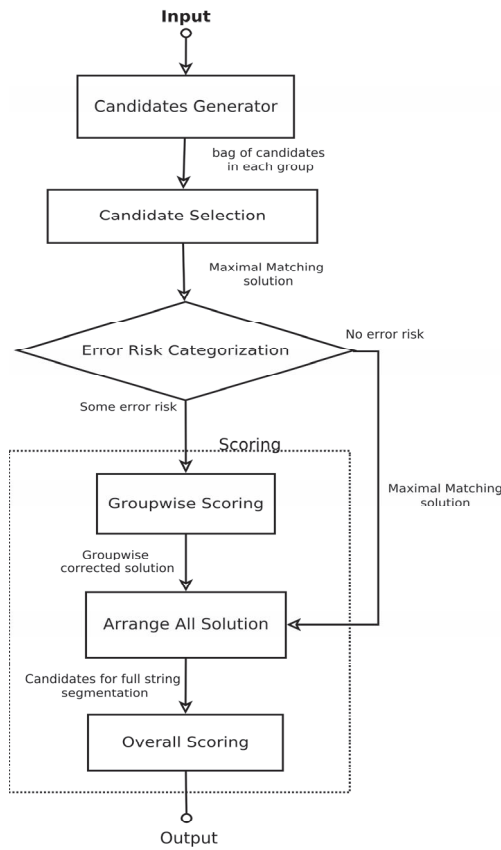 Input
Candidates Generator
bag of candidates
in each group
Candidate Selection
Maximal Matching
solution
No error risk
Error Risk Categorization
Some error risk
Scoring
Groupwise Scoring
Maximal Matching
solution
Groupwise
corrected solution
Arrange All Solution
Candidates for full string
segmentation
Overall Scoring
Output